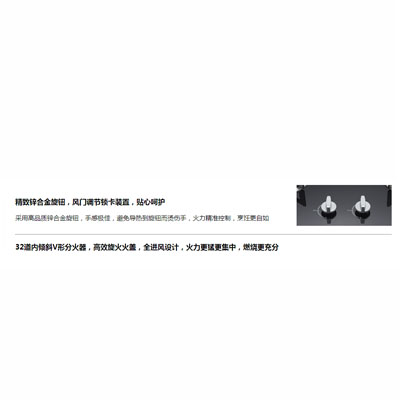 精致锌合金旋钮，风门调节锁卡装置，贴心呵护
采用高品质锌合金旋钮，手感极佳，避免导热到旋钮而烫伤手，火力精准控制，烹饪更自如
32道内倾斜V形分火器，高效旋火火盖，全进风设计，火力更猛更集中，燃烧更充分